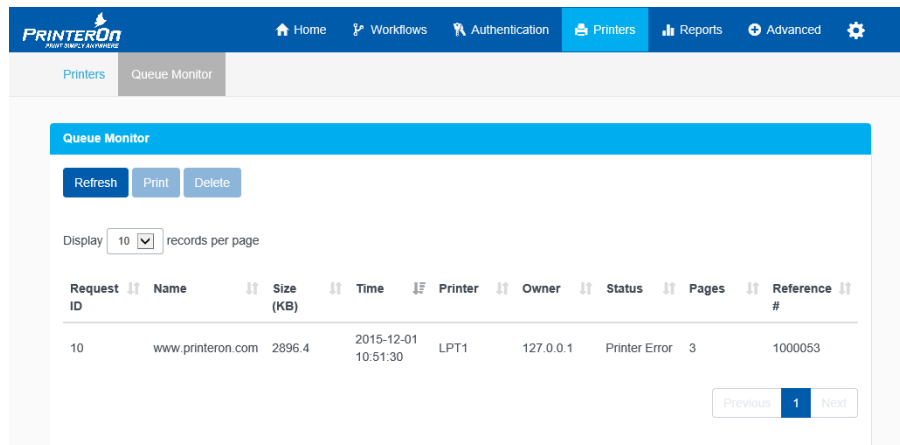 PRINTERON
PRINT SIMPLY ANYWHERE
Home Workflows Authentication Printers Reports Advanced
Printers Queue Monitor
Queue Monitor
Refresh Print Delete
Display 10 records per page
Request ID Name Size (KB) Time Printer Owner Status Pages Reference #
10 www.printeron.com 2896.4 2015-12-01 10:51:30 LPT1 127.0.0.1 Printer Error 3 1000053
Previous 1 Next